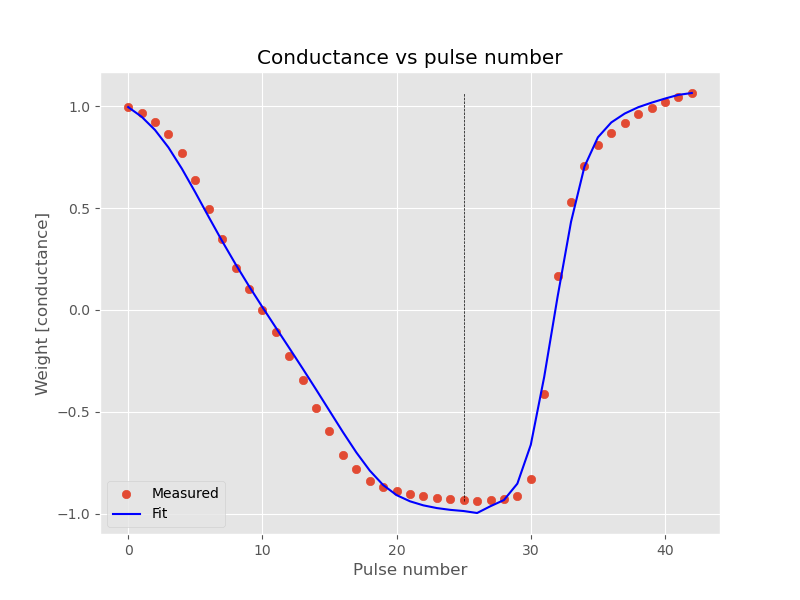 Conductance vs pulse number
Weight [conductance]
1.0
0.5
0.0
−0.5
−1.0
Measured
Fit
0 10 20 30 40
Pulse number